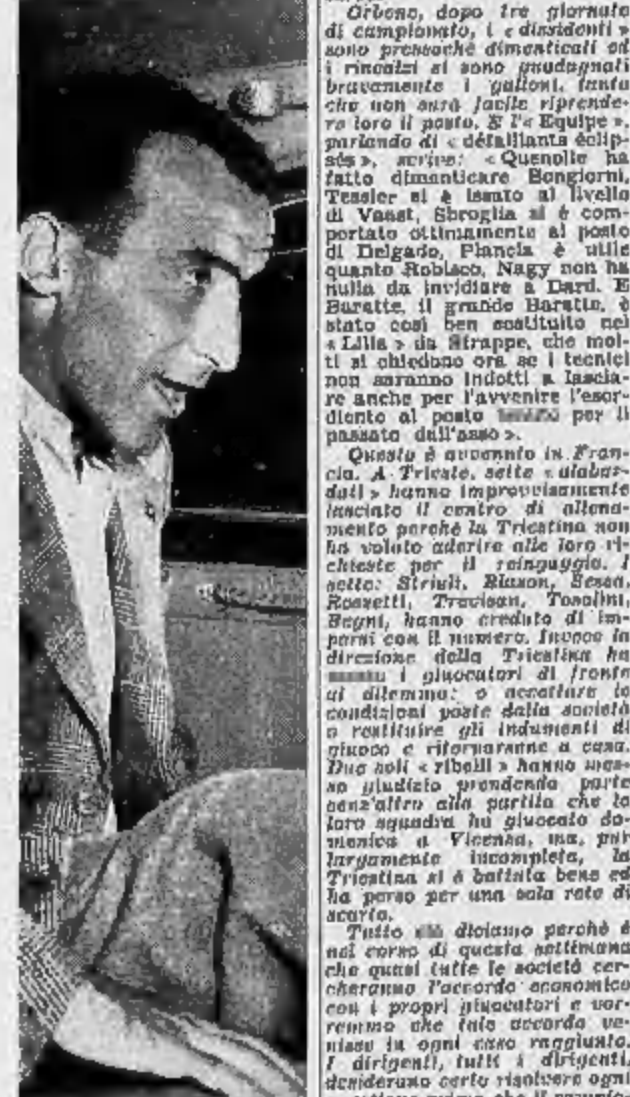 Orbene, dopo tre giornate
di campionato, i « dissidenti »
sono pressochè dimenticati ed
i rincalzi si sono guadagnati
bravamente i galloni, tanto
che non sarà facile riprende-
re loro il posto. E l'« Equipe »,
parlando di « défaillants éclip-
sés », scrive: « Quenolle ha
fatto dimenticare Bongiorni,
Tessier si è issato al livello
di Vaast, Sbroglia si è com-
portato ottimamente al posto
di Delgado, Plancia è utile
quanto Robisco, Nagy non ha
nulla da invidiare a Dard. E
Baratte, il grande Baratte, è
stato così ben sostituito nel
« Lilla » da Strappe, che mol-
ti si chiedono ora se i tecnici
non saranno indotti a lascia-
re anche per l'avvenire l'esor-
diente al posto per il
passato dall'asso ».
Questo è avvenuto in Fran-
cia. A Trieste, sette « alabar-
dati » hanno improvvisamente
lasciato il centro di allena-
mento perchè la Triestina non
ha voluto aderire alle loro ri-
chieste per il reingaggio. I
sette: Striuli, Blason, Sessa,
Rossetti, Trevisan, Tosolini,
Begni, hanno creduto di im-
porsi con il numero. Invece la
direzione della Triestina ha
i giuocatori di fronte
al dilemma: o accettare le
condizioni poste dalla società
o restituire gli indumenti di
giuoco e ritornarsene a casa.
Due soli « ribelli » hanno mes-
so giudizio prendendo parte
senz'altro alla partita che la
loro squadra ha giuocato do-
menica a Vicenza, ma, pur
largamente incompleta, la
Triestina si è battuta bene ed
ha perso per una sola rete di
scarto.
Tutto diciamo perchè è
nel corso di questa settimana
che quasi tutte le società cer-
cheranno l'accordo economico
con i propri giuocatori e vor-
remmo che tale accordo ve-
nisse in ogni caso raggiunto.
I dirigenti, tutti i dirigenti,
desiderano certo risolvere ogni